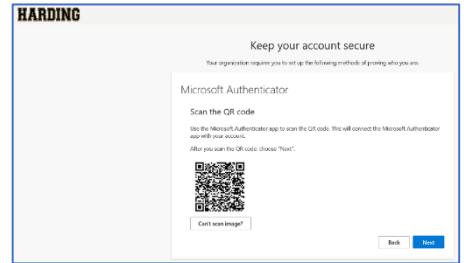 HARDING
Keep your account secure
Your organization requires you to set up the following methods of proving who you are.
Microsoft Authenticator
Scan the QR code
Use the Microsoft Authenticator app to scan the QR code. This will connect the Microsoft Authenticator
app with your account.
After you scan the QR code, choose "Next".
Can't scan image?
Back
Next